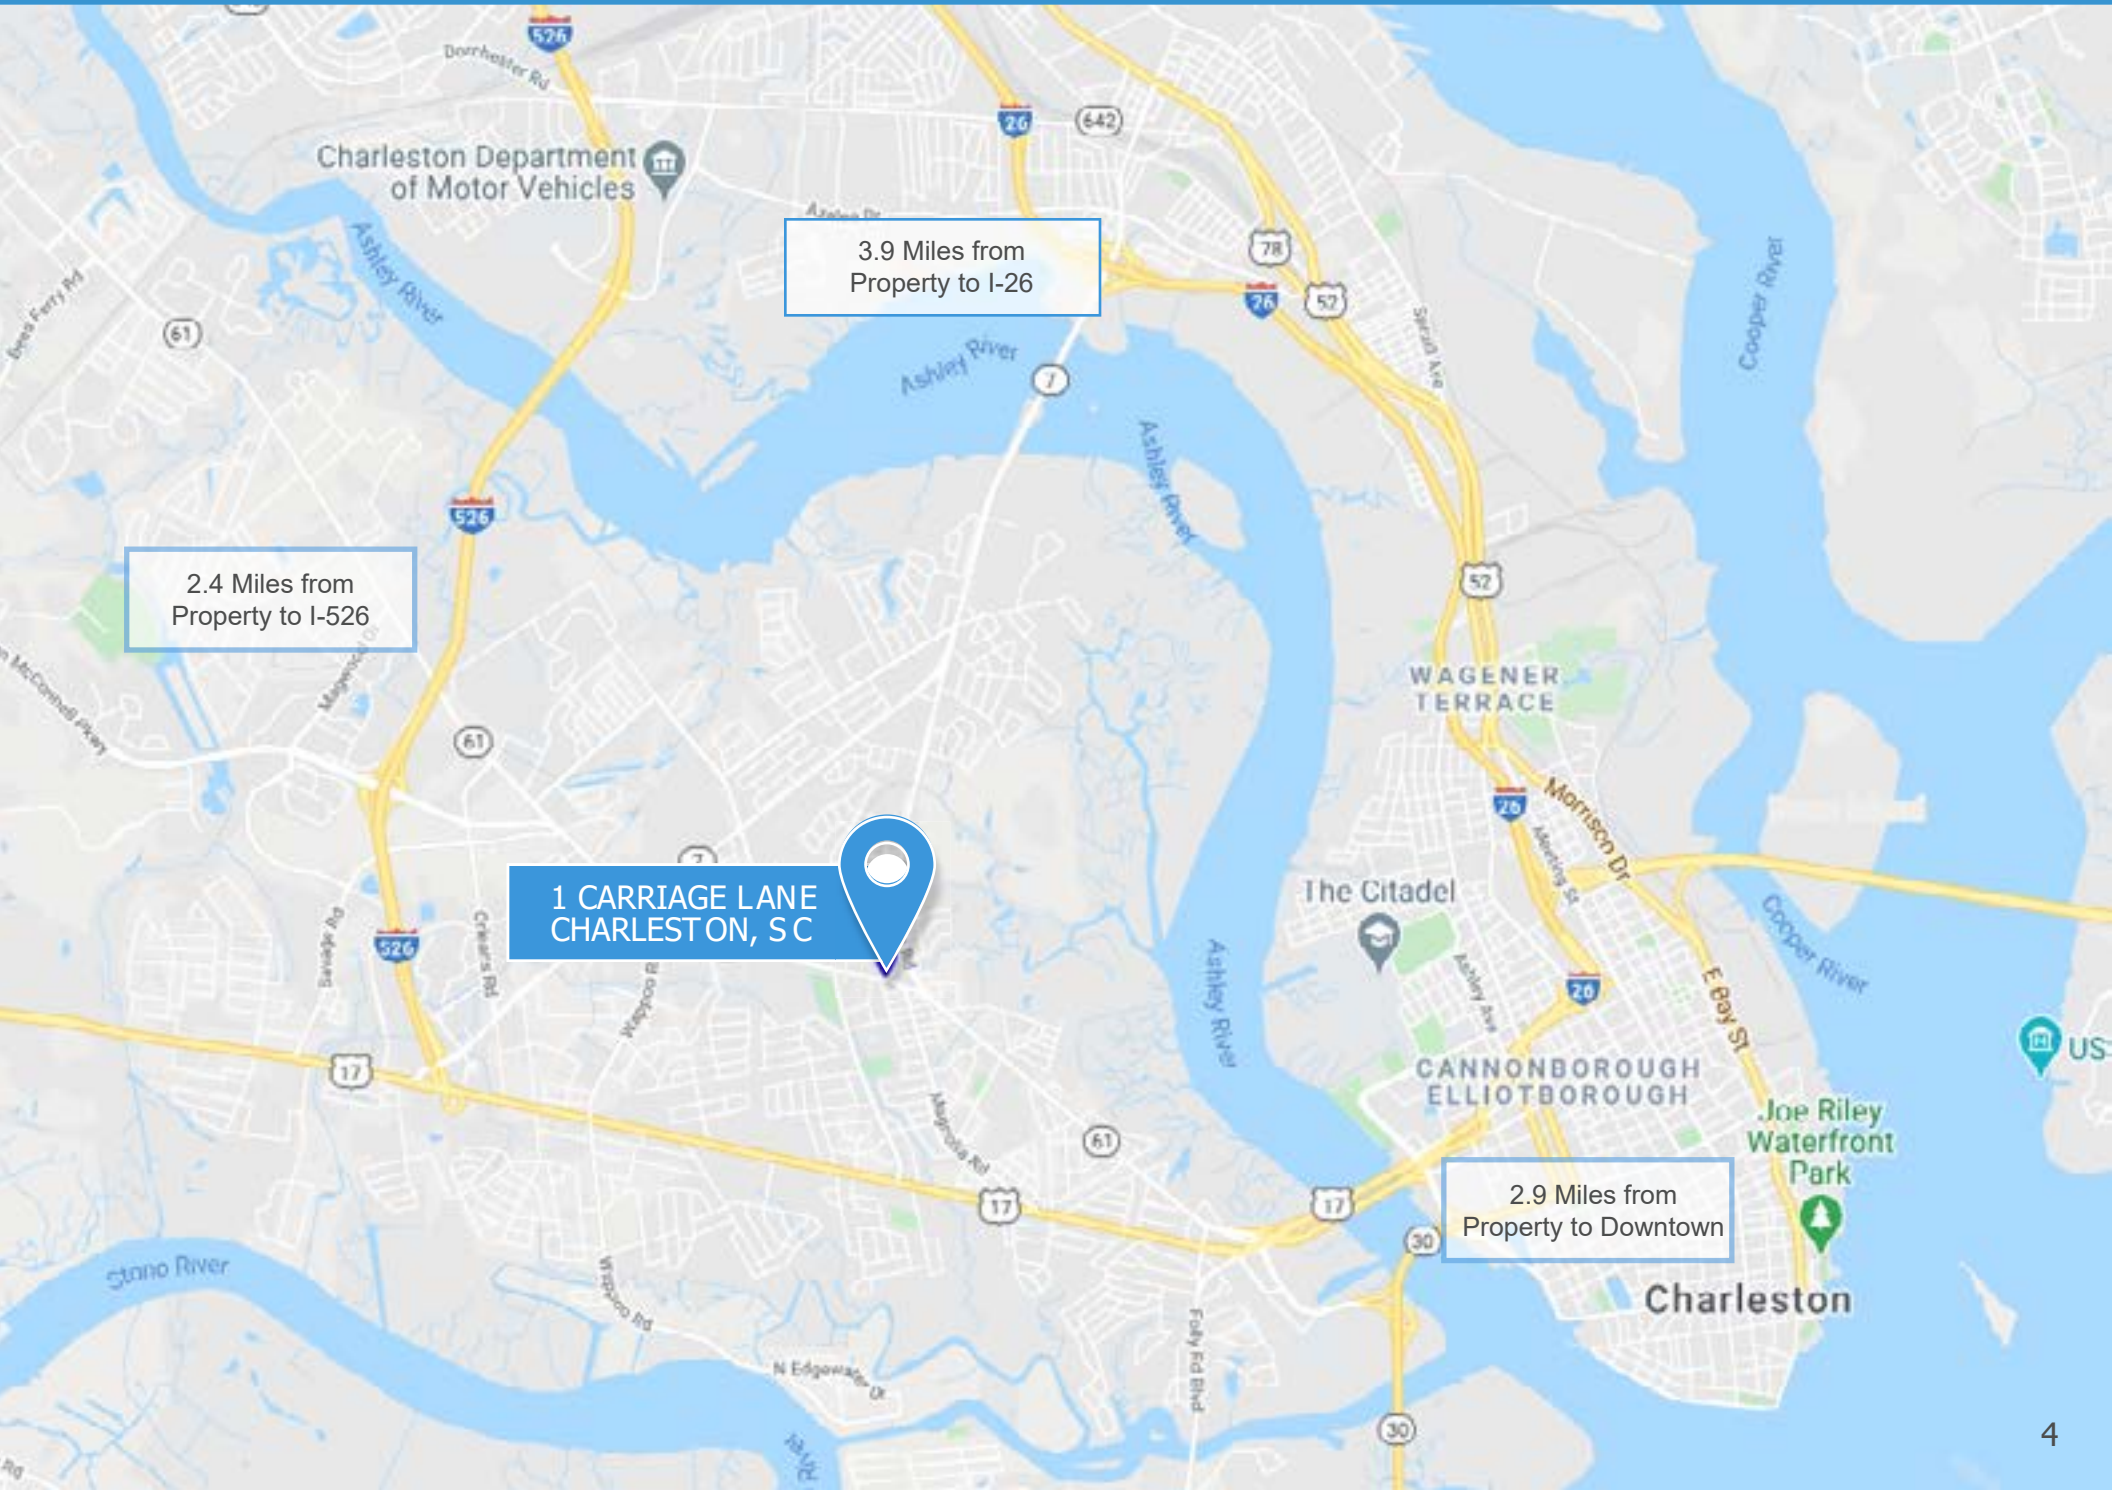 526
Dorchester Rd
26
642
Charleston Department
of Motor Vehicles
3.9 Miles from
Property to I-26
78
26
52
Ashley River
Cooper River
Bees Ferry Rd
61
Ashley River
7
Spruill Ave
Ashley River
526
2.4 Miles from
Property to I-526
52
WAGENER
TERRACE
McConnell Pkwy
Magwood Dr
61
26
Morrison Dr
Meeting St
7
1 CARRIAGE LANE
CHARLESTON, SC
The Citadel
Cooper River
Savage Rd
526
Ashley River
Ashley Ave
26
E Bay St
US
17
CANNONBOROUGH
ELLIOTBOROUGH
Joe Riley
Waterfront
Park
Magnolia Rd
61
17
17
2.9 Miles from
Property to Downtown
30
Stono River
Wappoo Rd
Charleston
Folly Rd Blvd
N Edgewater Dr
River
30
Rd
4